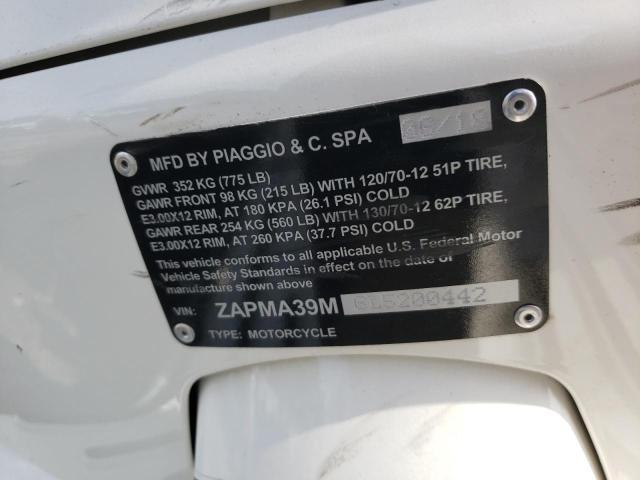 MFD BY PIAGGIO & C. SPA
GVWR 352 KG (775 LB)
GAWR FRONT 98 KG (215 LB) WITH 120/70-12 51P TIRE,
E3.00X12 RIM, AT 180 KPA (26.1 PSI) COLD
GAWR REAR 254 KG (560 LB) WITH 130/70-12 62P TIRE,
E3.00X12 RIM, AT 260 KPA (37.7 PSI) COLD
This vehicle conforms to all applicable U.S. Federal Motor
Vehicle Safety Standards in effect on the date of
manufacture shown above
VIN: ZAPMA39M
TYPE: MOTORCYCLE